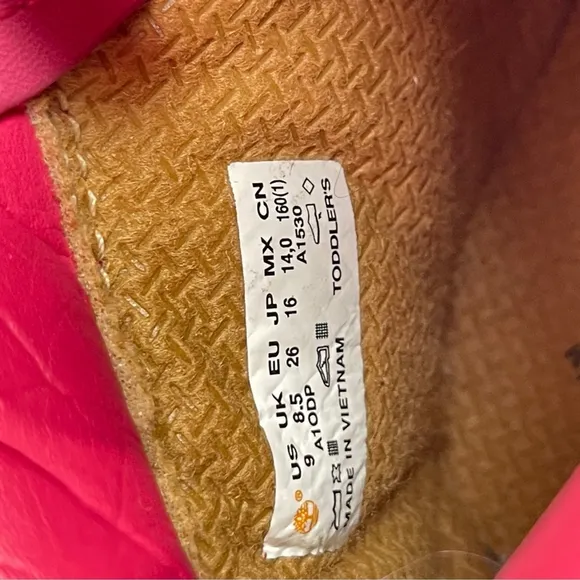 US UK EU JP MX CN
9 8.5 26 16 14,0 160(1)
A1ODP A1530
MADE IN VIETNAM TODDLER'S